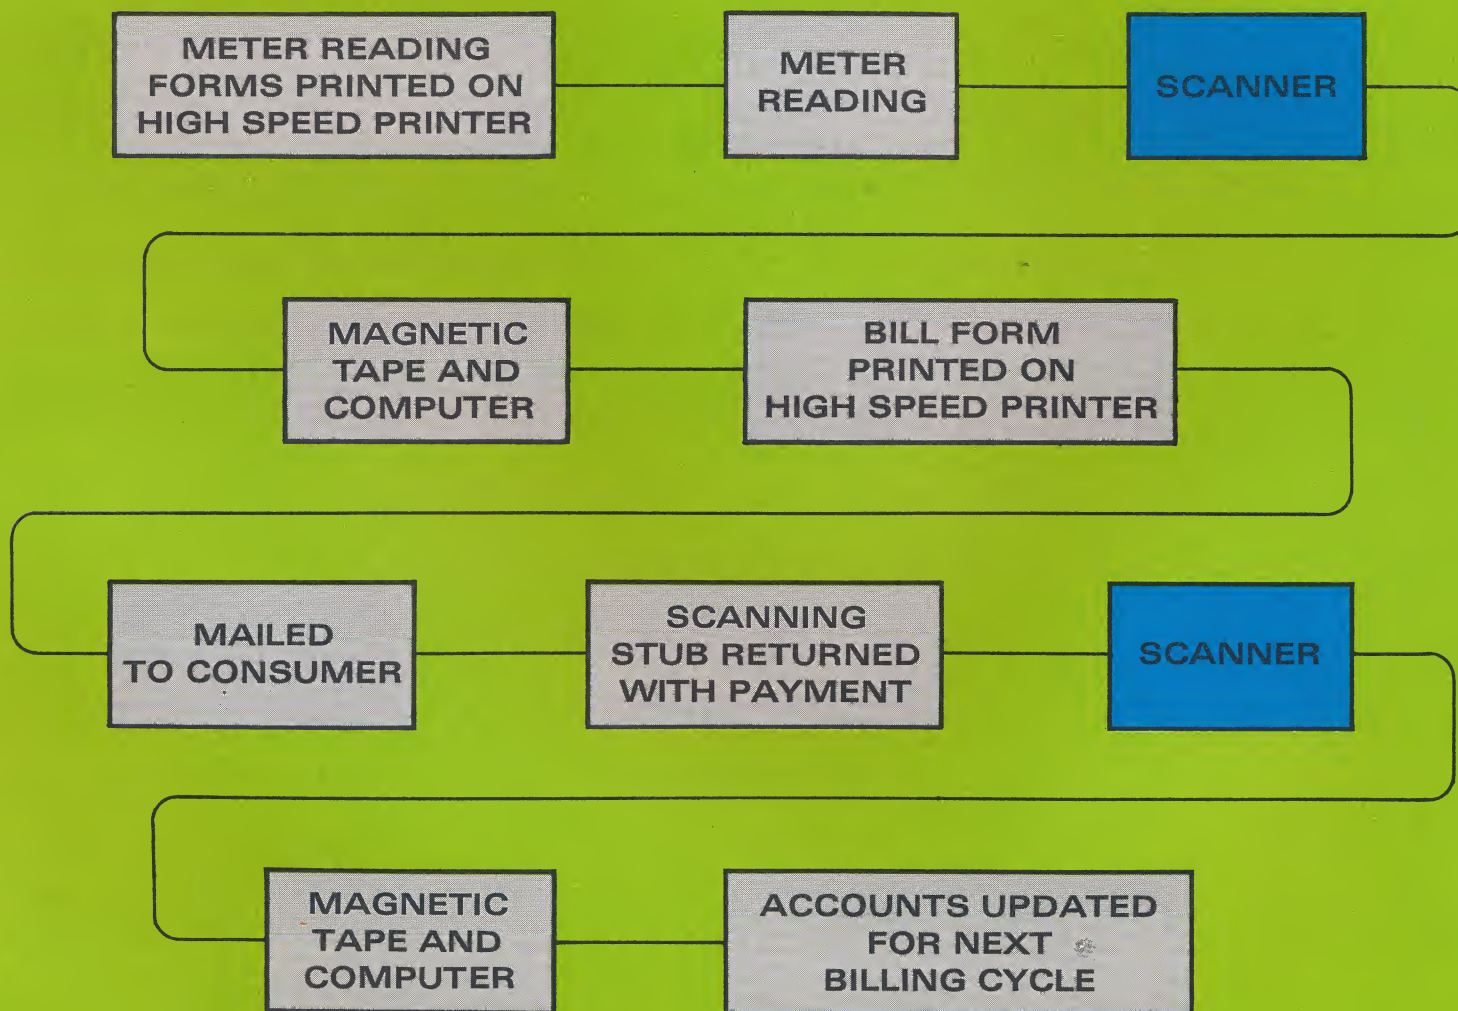 METER READING
FORMS PRINTED ON
HIGH SPEED PRINTER
METER
READING
SCANNER
MAGNETIC
TAPE AND
COMPUTER
BILL FORM
PRINTED ON
HIGH SPEED PRINTER
MAILED
TO CONSUMER
SCANNING
STUB RETURNED
WITH PAYMENT
SCANNER
MAGNETIC
TAPE AND
COMPUTER
ACCOUNTS UPDATED
FOR NEXT
BILLING CYCLE